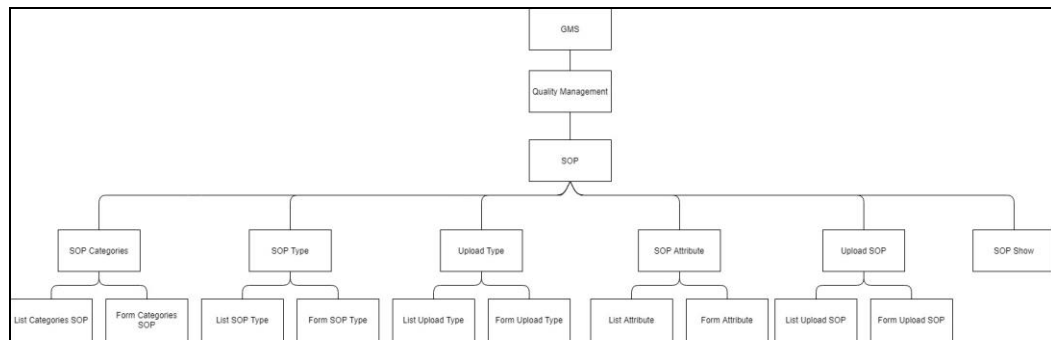 GMS
Quality Management
SOP
SOP Categories
SOP Type
Upload Type
SOP Attribute
Upload SOP
SOP Show
List Categories SOP
Form Categories
SOP
List SOP Type
Form SOP Type
List Upload Type
Form Upload Type
List Attribute
Form Attribute
List Upload SOP
Form Upload SOP